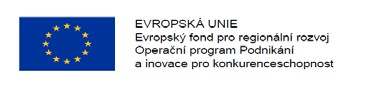 EVROPSKÁ UNIE
Evropský fond pro regionální rozvoj
Operační program Podnikání
a inovace pro konkurenceschopnost